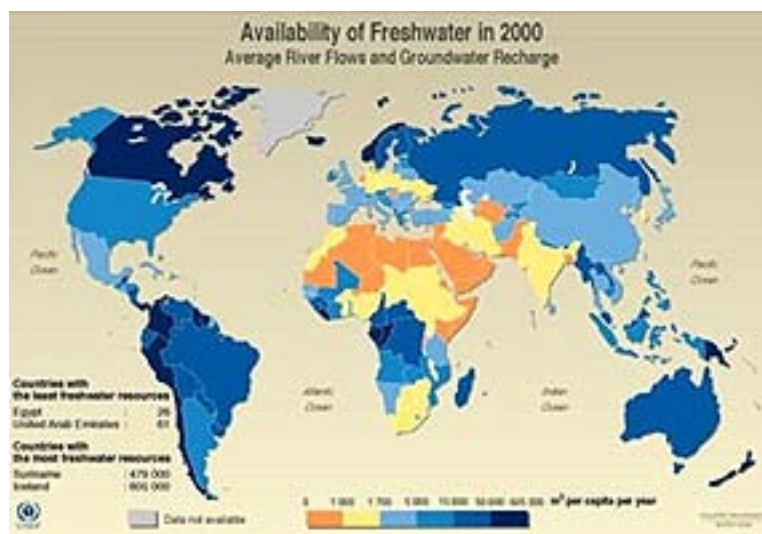 Availability of Freshwater in 2000
Average River Flows and Groundwater Recharge
Pacific
Ocean
Pacific
Ocean
Atlantic
Ocean
Indian
Ocean
Countries with
the least freshwater resources
Egypt : 26
United Arab Emirates : 61
Countries with
the most freshwater resources
Suriname : 479 000
Iceland : 605 000
0 1 000 1 700 5 000 15 000 50 000 605 000 m³ per capita per year
Data not available
UNEP